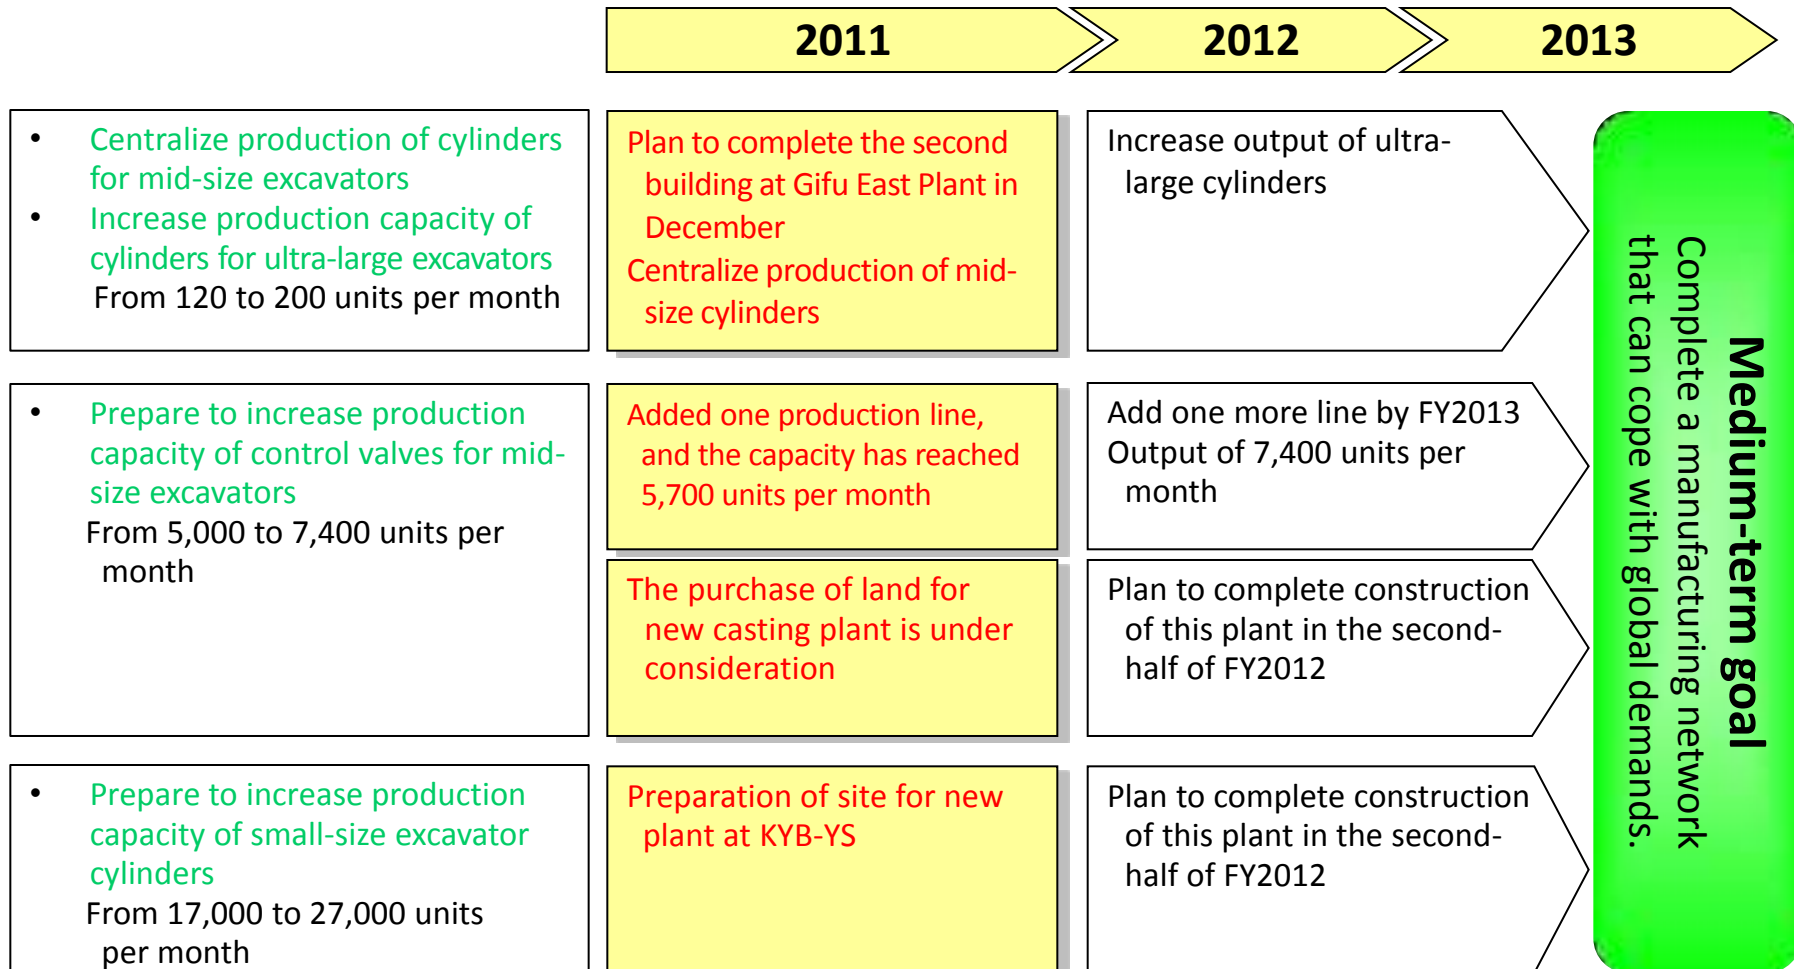 2011
2012
2013
• Centralize production of cylinders
for mid-size excavators
• Increase production capacity of
cylinders for ultra-large excavators
From 120 to 200 units per month
Plan to complete the second
building at Gifu East Plant in
December
Centralize production of mid-
size cylinders
Increase output of ultra-
large cylinders
• Prepare to increase production
capacity of control valves for mid-
size excavators
From 5,000 to 7,400 units per
month
Added one production line,
and the capacity has reached
5,700 units per month
Add one more line by FY2013
Output of 7,400 units per
month
The purchase of land for
new casting plant is under
consideration
Plan to complete construction
of this plant in the second-
half of FY2012
• Prepare to increase production
capacity of small-size excavator
cylinders
From 17,000 to 27,000 units
per month
Preparation of site for new
plant at KYB-YS
Plan to complete construction
of this plant in the second-
half of FY2012
Medium-term goal
Complete a manufacturing network
that can cope with global demands.